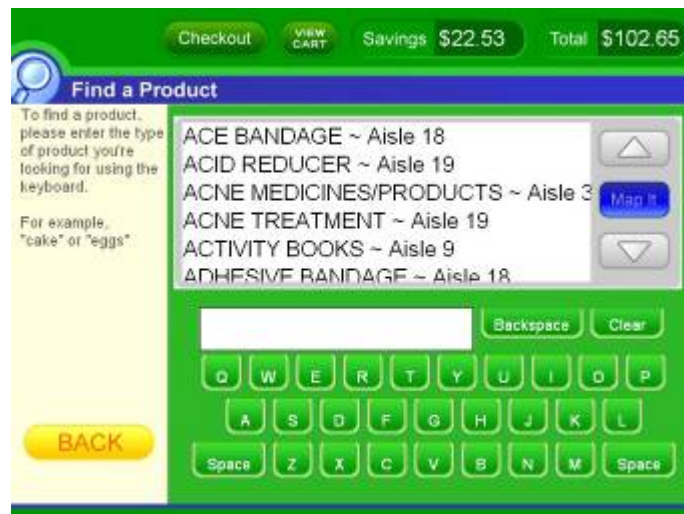 Checkout VIEW CART Savings $22.53 Total $102.65
Find a Product
To find a product,
please enter the type
of product you're
looking for using the
keyboard.
For example,
"cake" or "eggs"
ACE BANDAGE ~ Aisle 18
ACID REDUCER ~ Aisle 19
ACNE MEDICINES/PRODUCTS ~ Aisle 3
ACNE TREATMENT ~ Aisle 19
ACTIVITY BOOKS ~ Aisle 9
ADHESIVE BANDAGE ~ Aisle 18
Map It
Backspace Clear
Q W E R T Y U I O P
A S D F G H J K L
Space Z X C V B N M Space
BACK